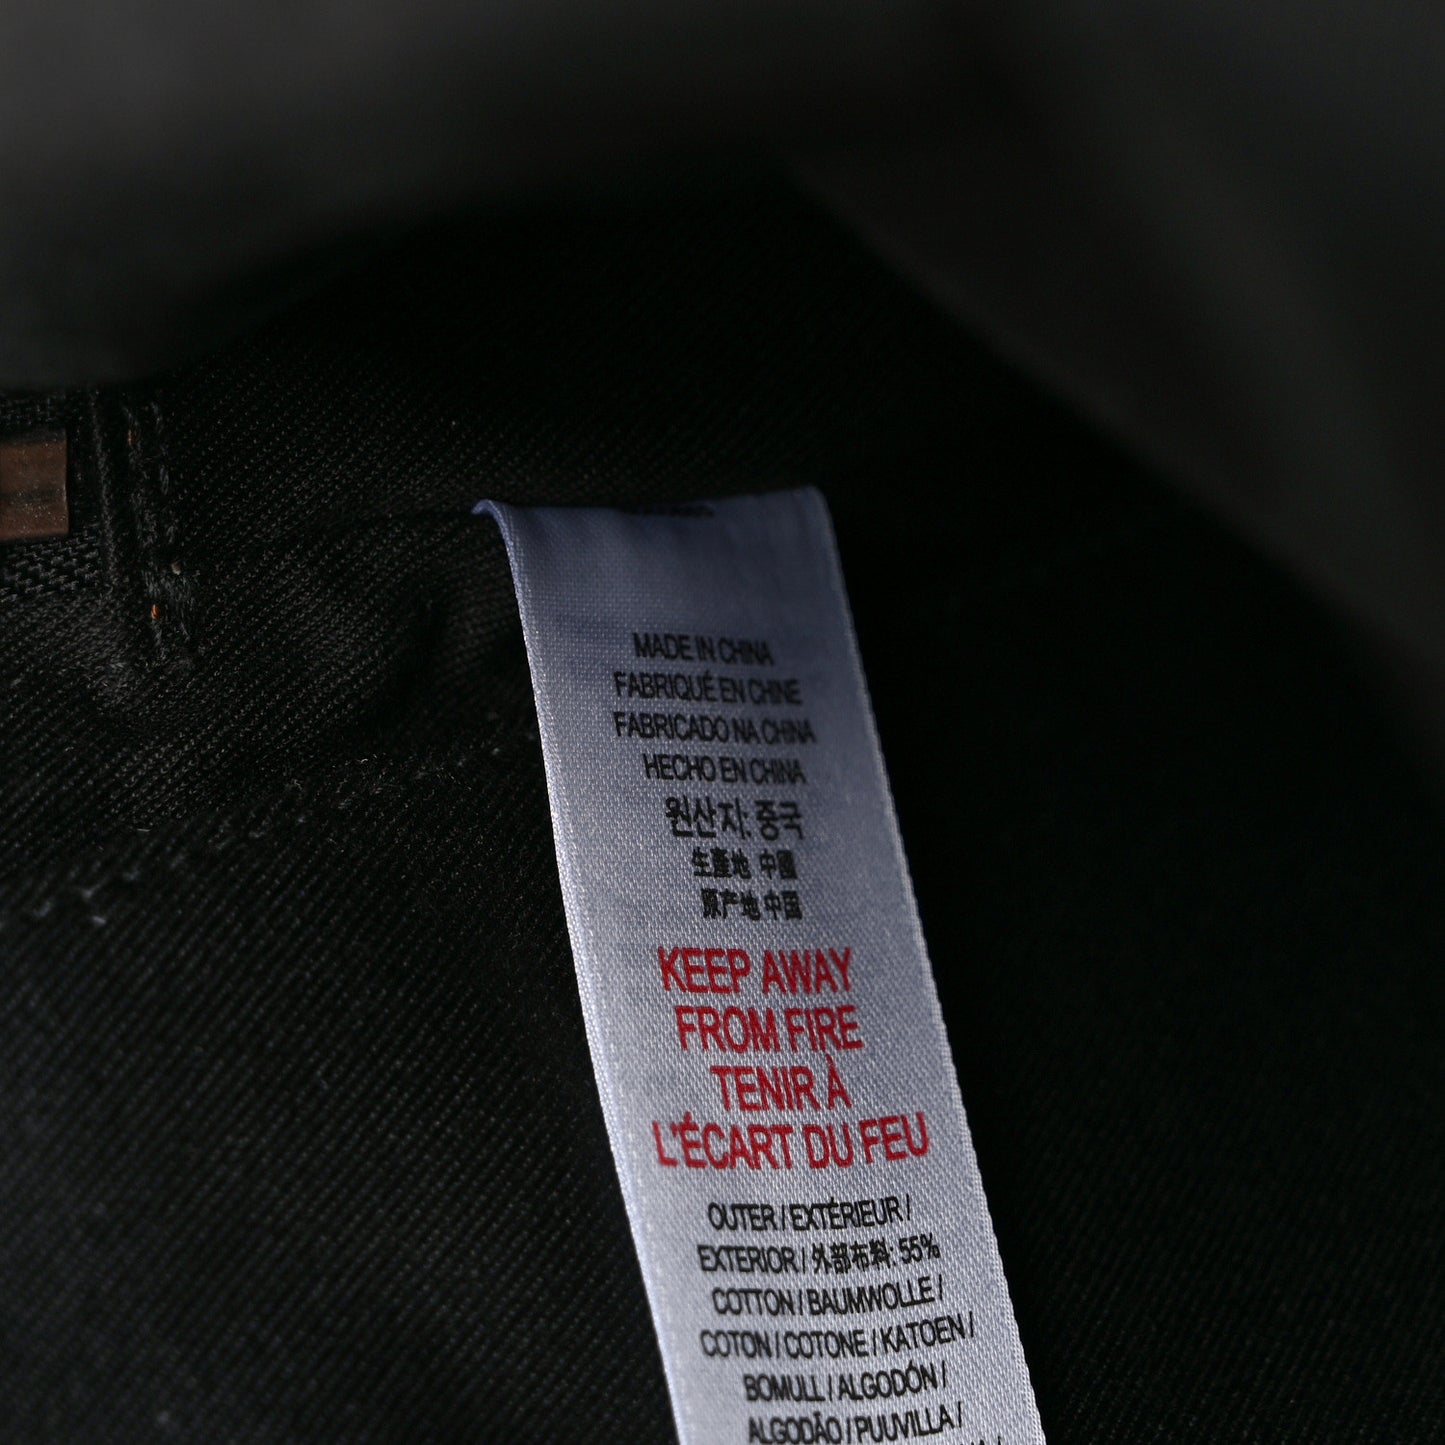 MADE IN CHINA
FABRIQUÉ EN CHINE
FABRICADO NA CHINA
HECHO EN CHINA
원산지: 중국
生產地 中國
原产地 中国
KEEP AWAY
FROM FIRE
TENIR À
L'ÉCART DU FEU
OUTER / EXTÉRIEUR /
EXTERIOR / 外部布料: 55%
COTTON / BAUMWOLLE /
COTON / COTONE / KATOEN /
BOMULL / ALGODÓN /
ALGODÃO / PUUVILLA /